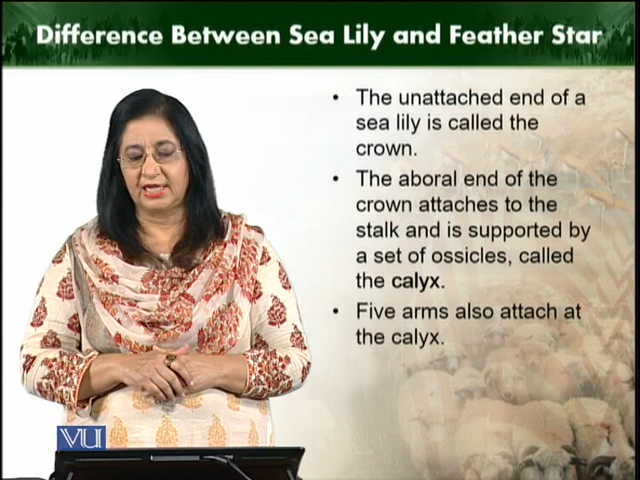 Difference Between Sea Lily and Feather Star
• The unattached end of a
sea lily is called the
crown.
• The aboral end of the
crown attaches to the
stalk and is supported by
a set of ossicles, called
the calyx.
• Five arms also attach at
the calyx.
VU